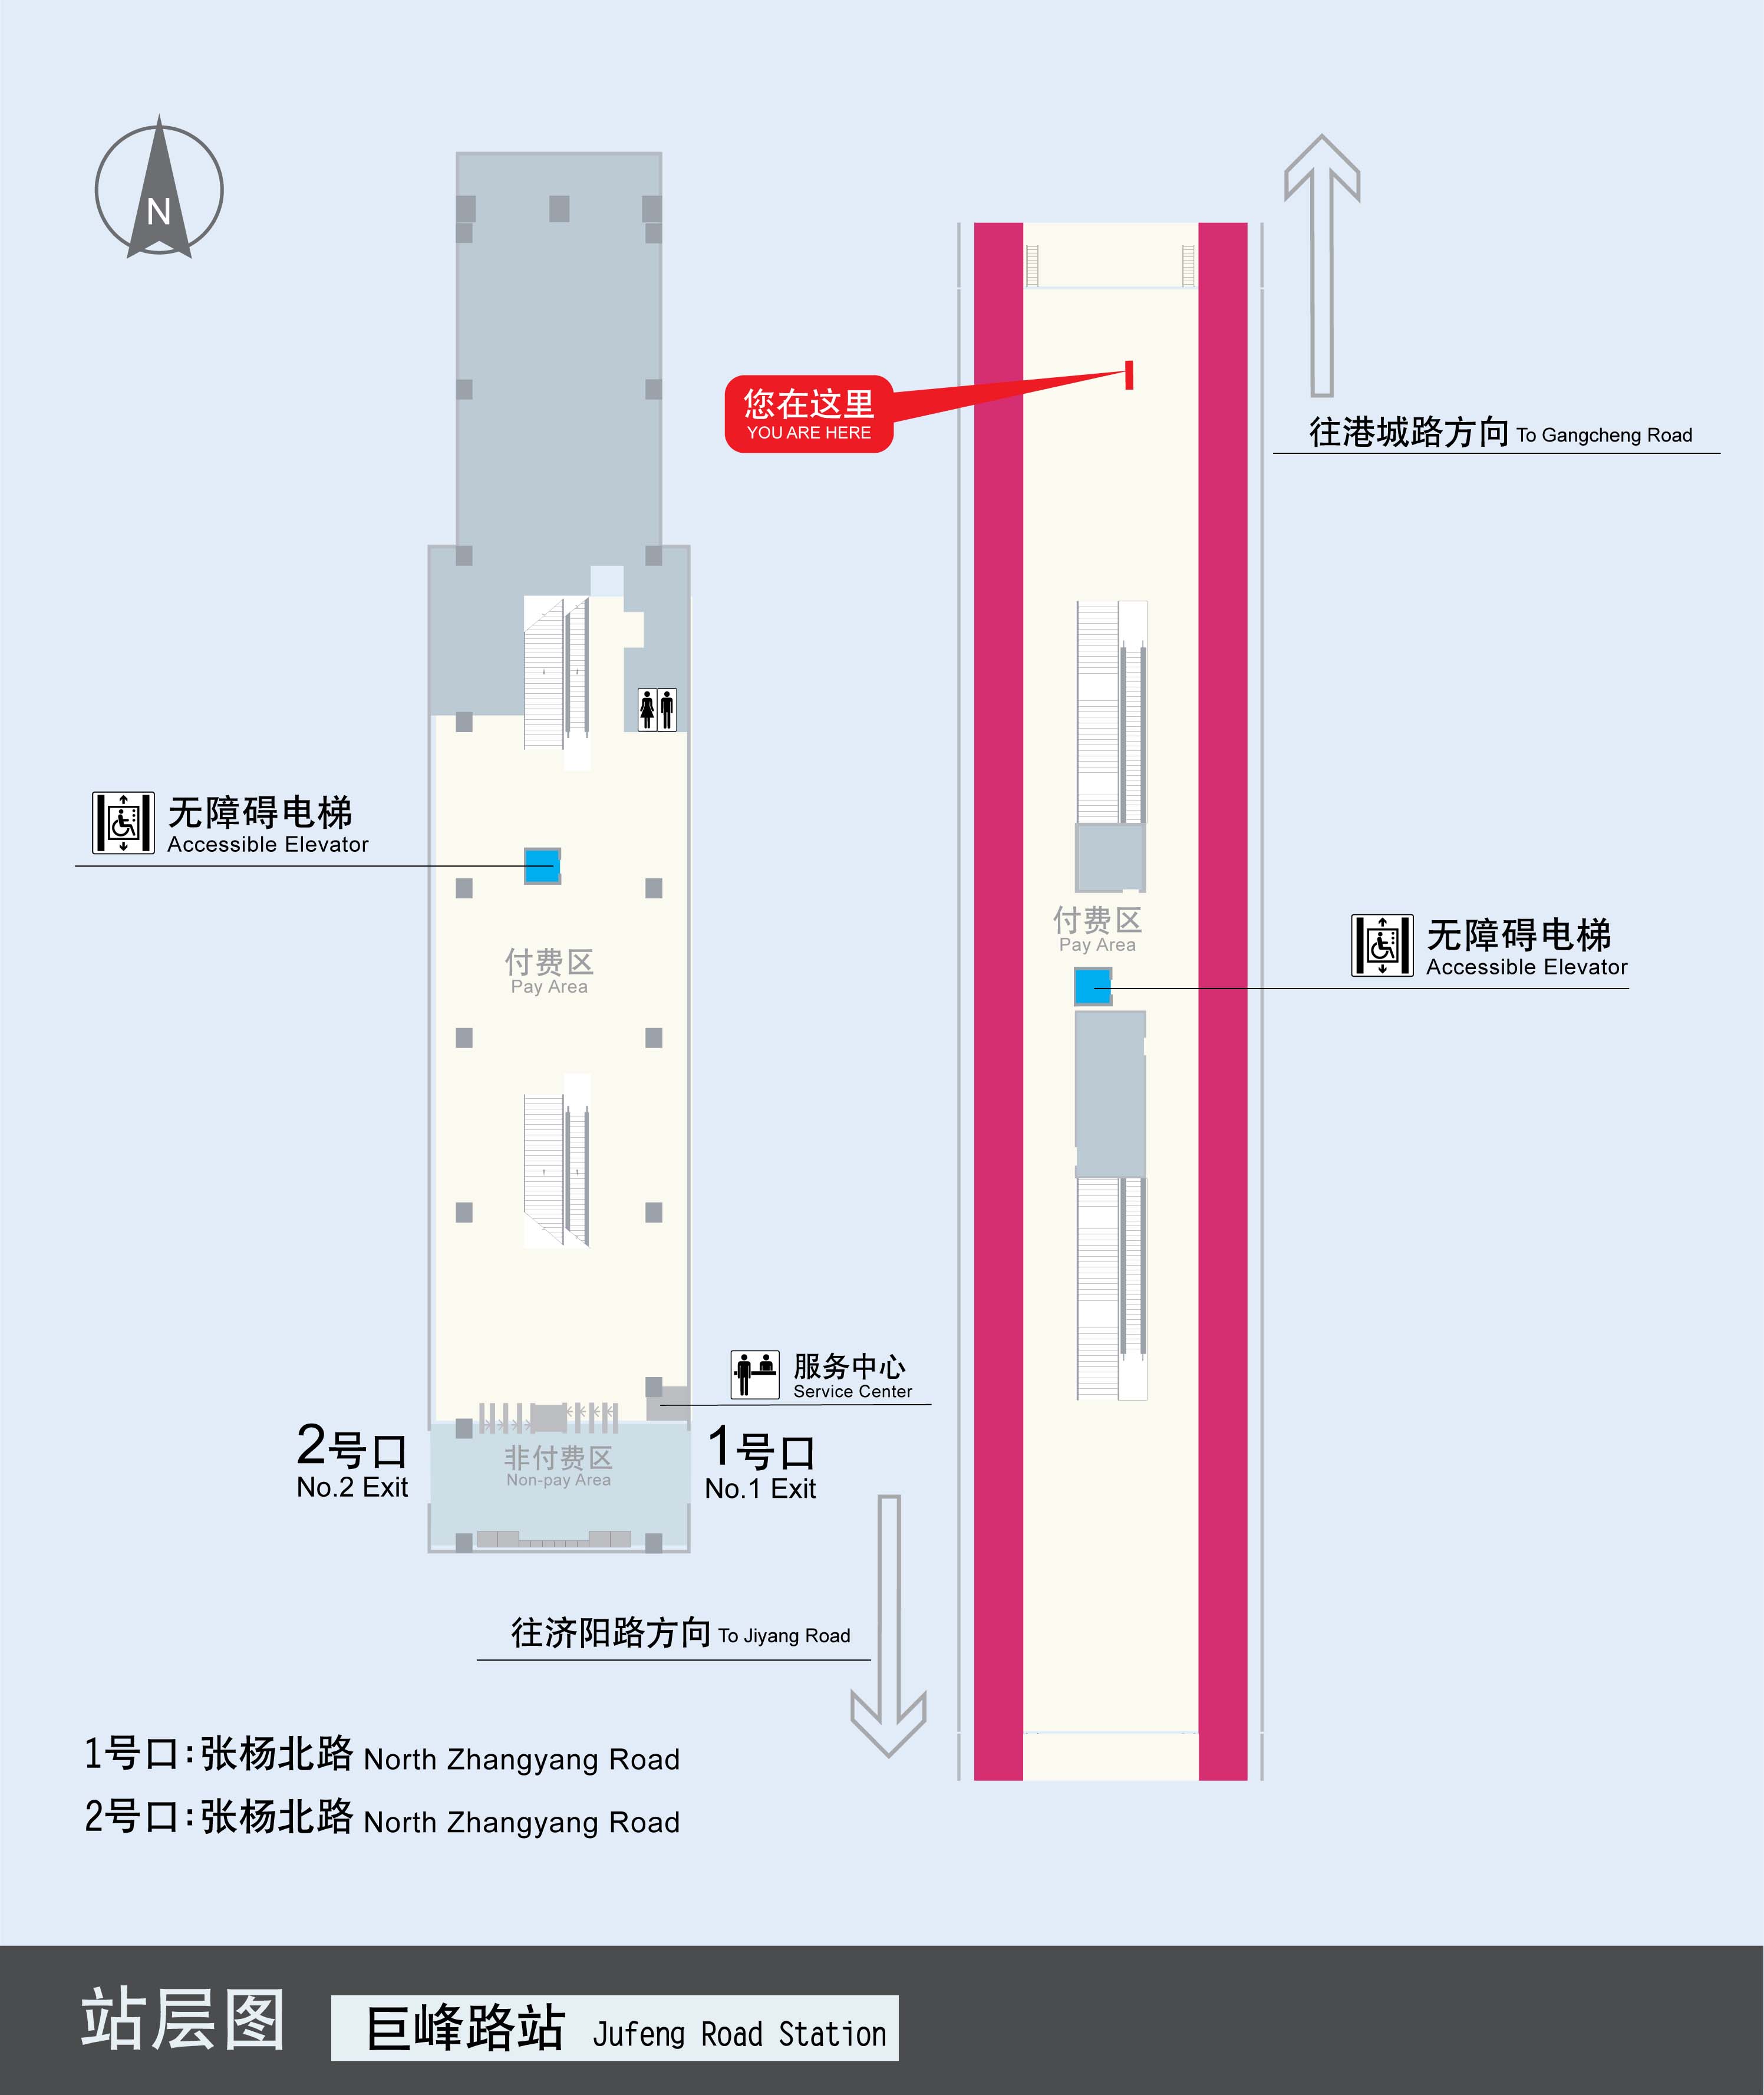 N
您在这里
YOU ARE HERE
往港城路方向 To Gangcheng Road
无障碍电梯
Accessible Elevator
付费区
Pay Area
付费区
Pay Area
无障碍电梯
Accessible Elevator
服务中心
Service Center
2号口
No.2 Exit
非付费区
Non-pay Area
1号口
No.1 Exit
往济阳路方向 To Jiyang Road
1号口:张杨北路 North Zhangyang Road
2号口:张杨北路 North Zhangyang Road
站层图
巨峰路站 Jufeng Road Station